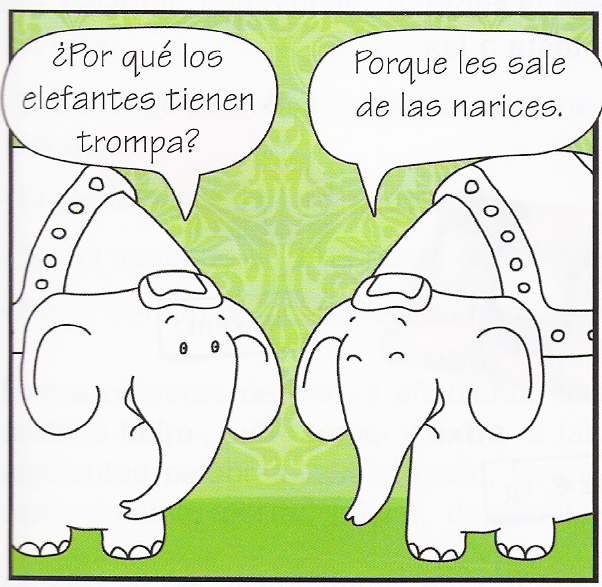 ¿Por qué los
elefantes tienen
trompa?
Porque les sale
de las narices.